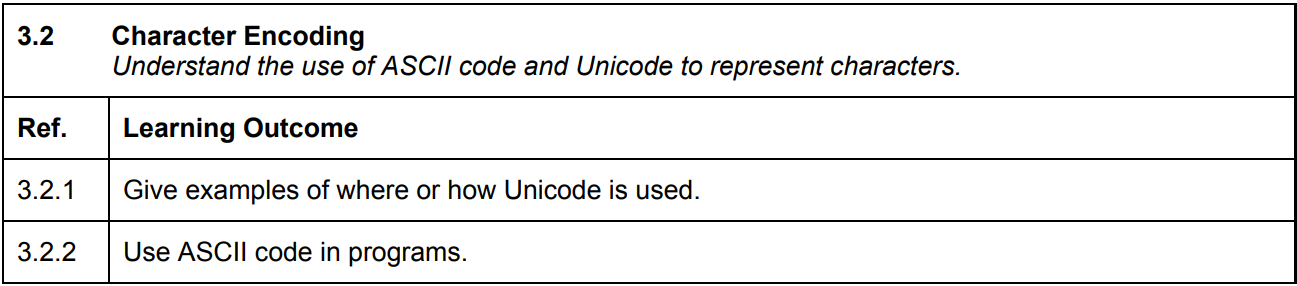 3.2 Character Encoding
Understand the use of ASCII code and Unicode to represent characters.
Ref. Learning Outcome
3.2.1 Give examples of where or how Unicode is used.
3.2.2 Use ASCII code in programs.